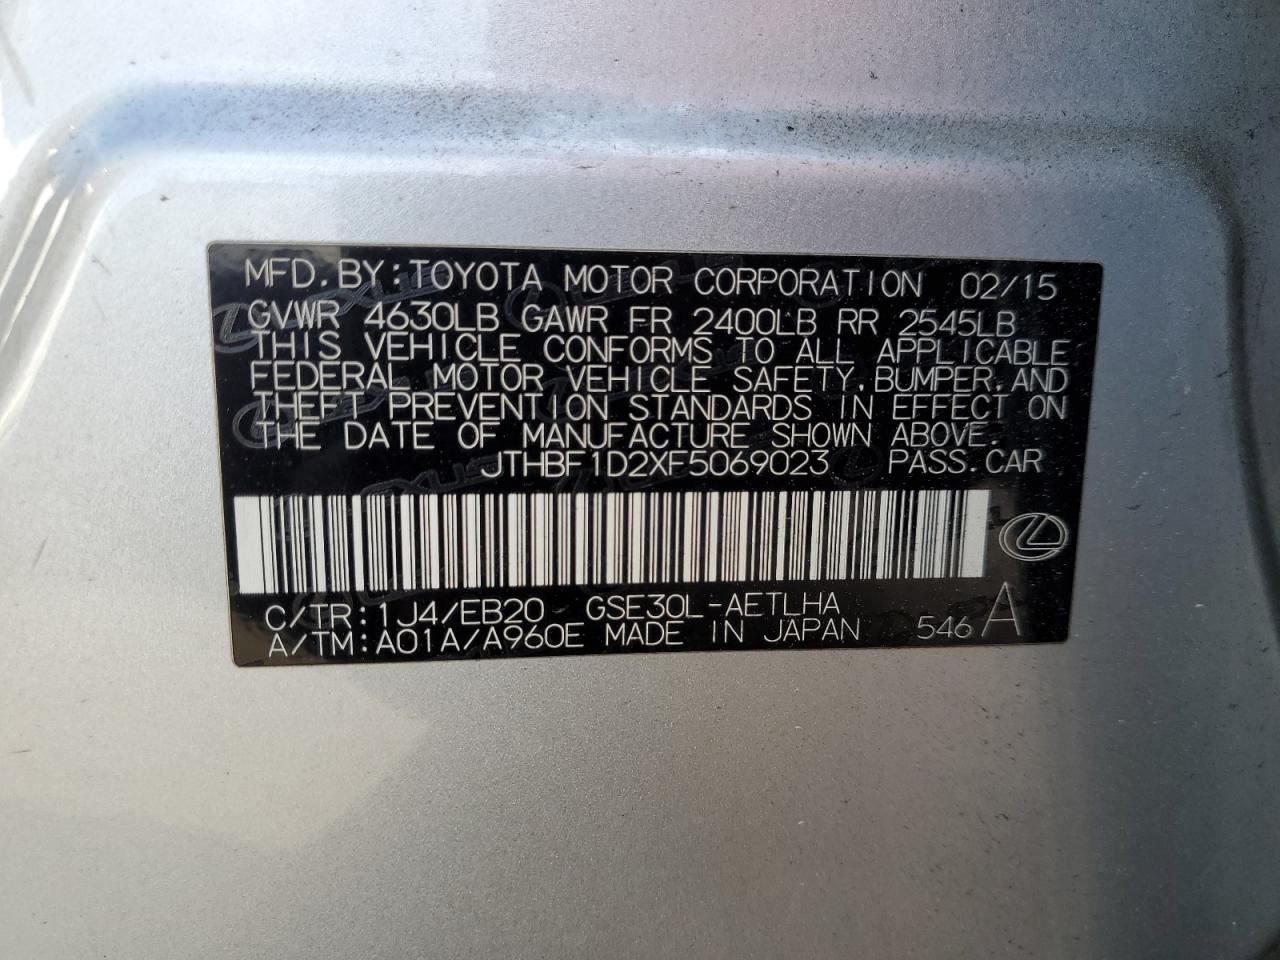 MFD.BY:TOYOTA MOTOR CORPORATION 02/15
GVWR 4630LB GAWR FR 2400LB RR 2545LB
THIS VEHICLE CONFORMS TO ALL APPLICABLE
FEDERAL MOTOR VEHICLE SAFETY,BUMPER,AND
THEFT PREVENTION STANDARDS IN EFFECT ON
THE DATE OF MANUFACTURE SHOWN ABOVE.
JTHBF1D2XF5069023 PASS.CAR
C/TR:1J4/EB20 GSE30L-AETLHA
A/TM:A01A/A960E MADE IN JAPAN 546 A